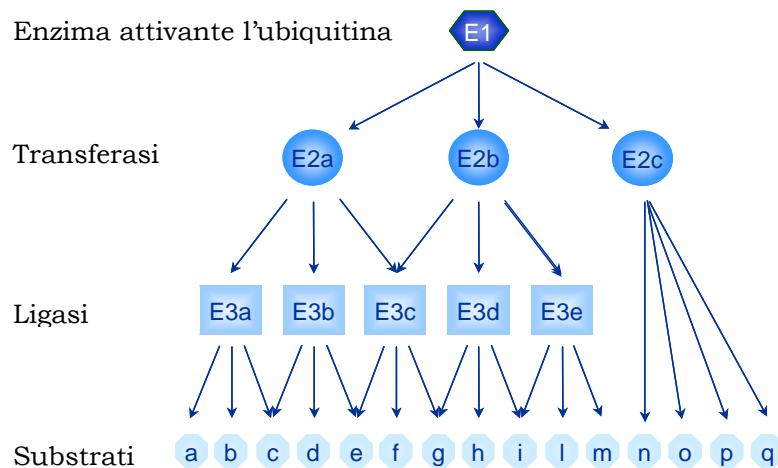 Enzima attivante l'ubiquitina E1
Transferasi E2a E2b E2c
Ligasi E3a E3b E3c E3d E3e
Substrati a b c d e f g h i l m n o p q